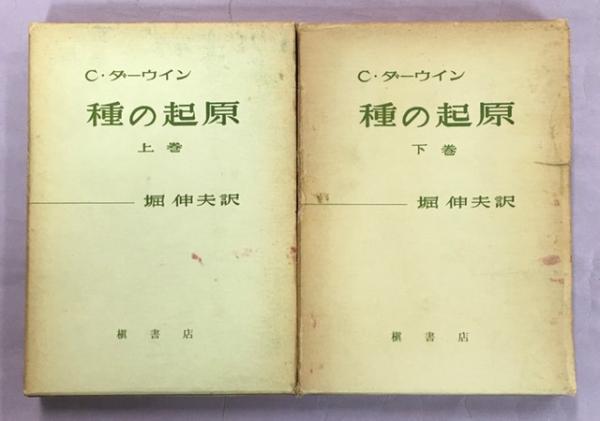 C・ダーウイン
種の起原
上巻
堀伸夫訳
槇書店
C・ダーウイン
種の起原
下巻
堀伸夫訳
槇書店